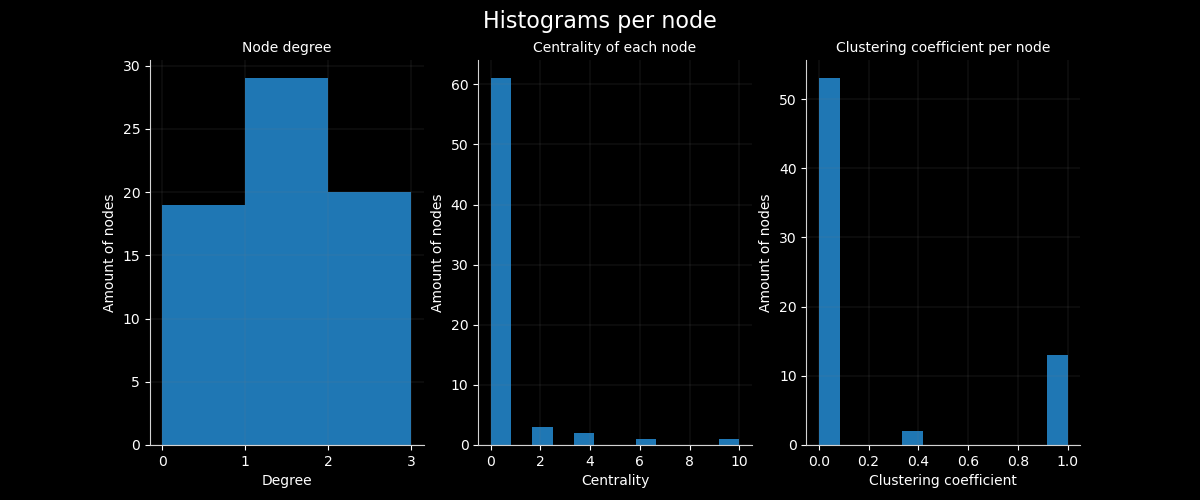 Histograms per node
Node degree
Amount of nodes
30
25
20
15
10
5
0
0 1 2 3
Degree
Centrality of each node
Amount of nodes
60
50
40
30
20
10
0
0 2 4 6 8 10
Centrality
Clustering coefficient per node
Amount of nodes
50
40
30
20
10
0
0.0 0.2 0.4 0.6 0.8 1.0
Clustering coefficient